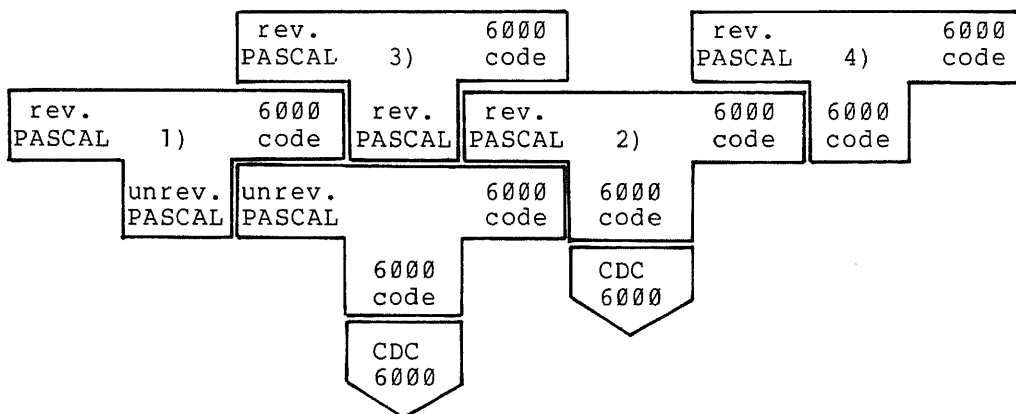 rev. 6000
PASCAL 3) code
rev. 6000
PASCAL 4) code
rev. 6000
PASCAL 1) code
rev.
PASCAL
rev. 6000
PASCAL 2) code
6000
code
unrev.
PASCAL
unrev. 6000
PASCAL code
6000
code
6000
code
CDC
6000
CDC
6000